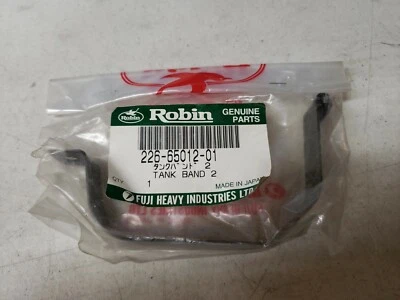 Robin
GENUINE
PARTS
226-65012-01
タンクバンド 2
TANK BAND 2
QTY
1
MADE IN JAPAN
FUJI HEAVY INDUSTRIES LTD